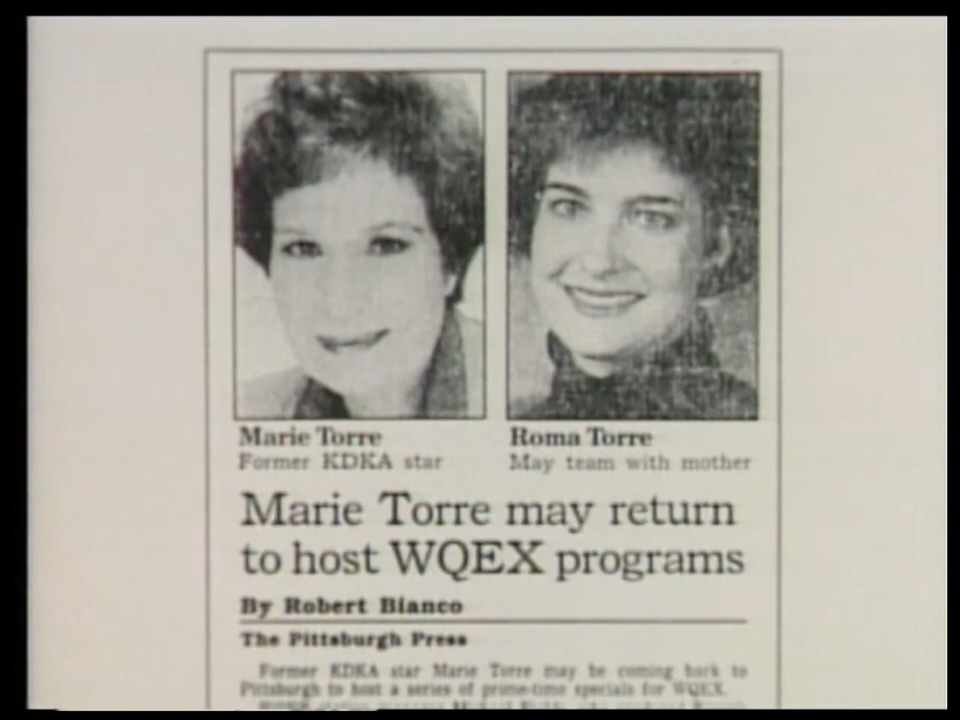 Marie Torre
Former KDKA star
Roma Torre
May team with mother
Marie Torre may return
to host WQEX programs
By Robert Bianco
The Pittsburgh Press
Former KDKA star Marie Torre may be coming back to
Pittsburgh to host a series of prime-time specials for WQEX.